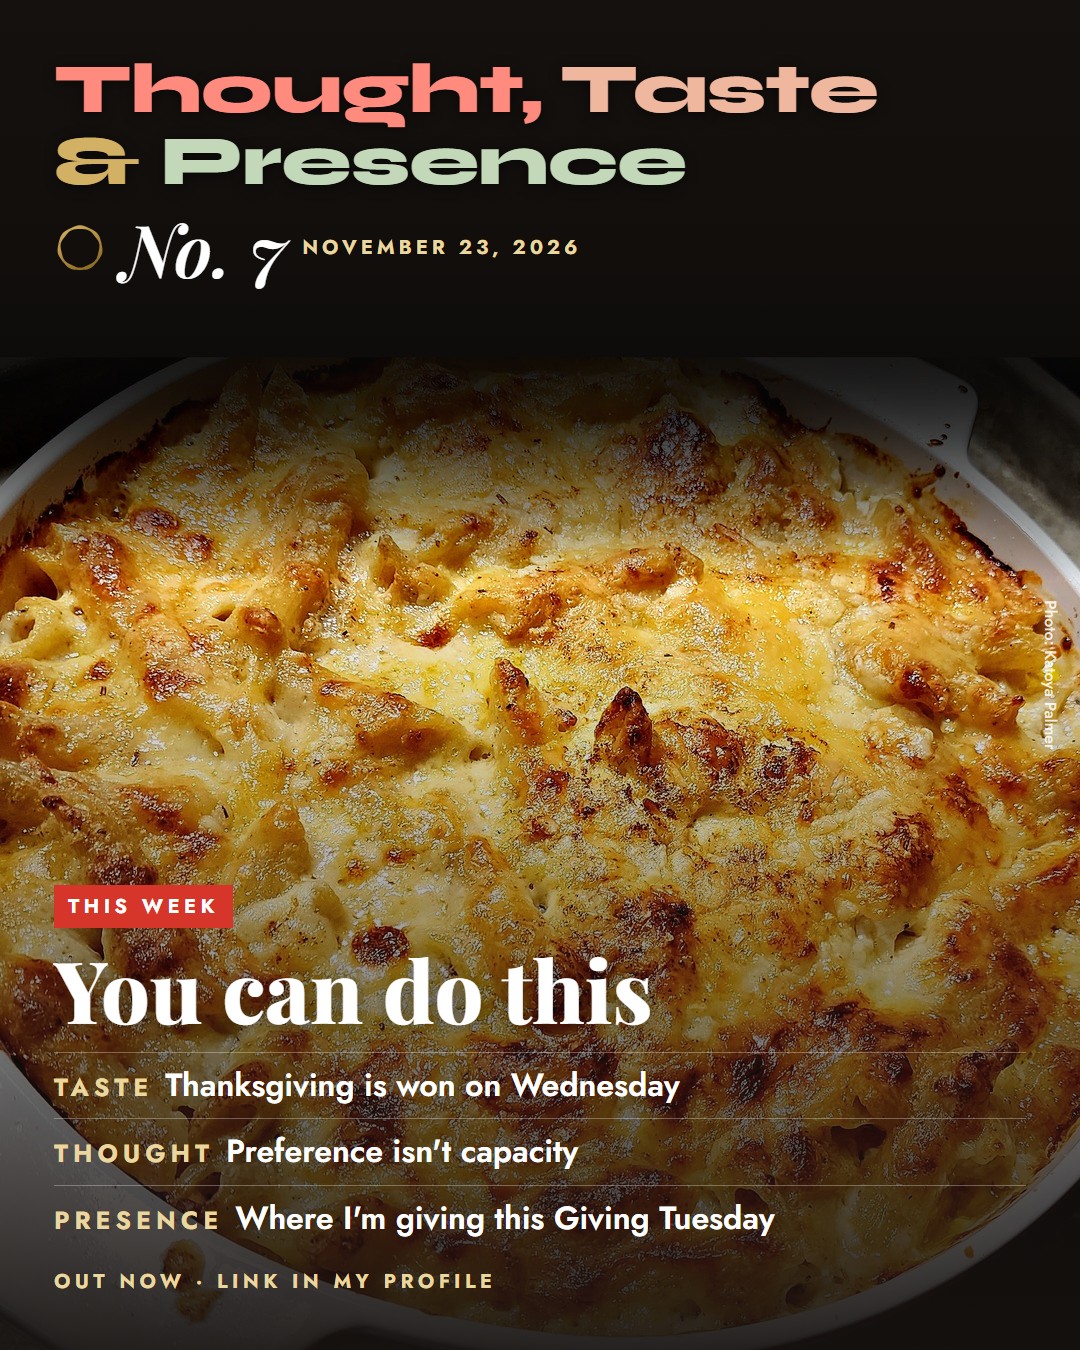 Thought, Taste
& Presence
No. 7 NOVEMBER 23, 2026
Photo: Kaoya Palmer
THIS WEEK
You can do this
TASTE Thanksgiving is won on Wednesday
THOUGHT Preference isn't capacity
PRESENCE Where I'm giving this Giving Tuesday
OUT NOW · LINK IN MY PROFILE